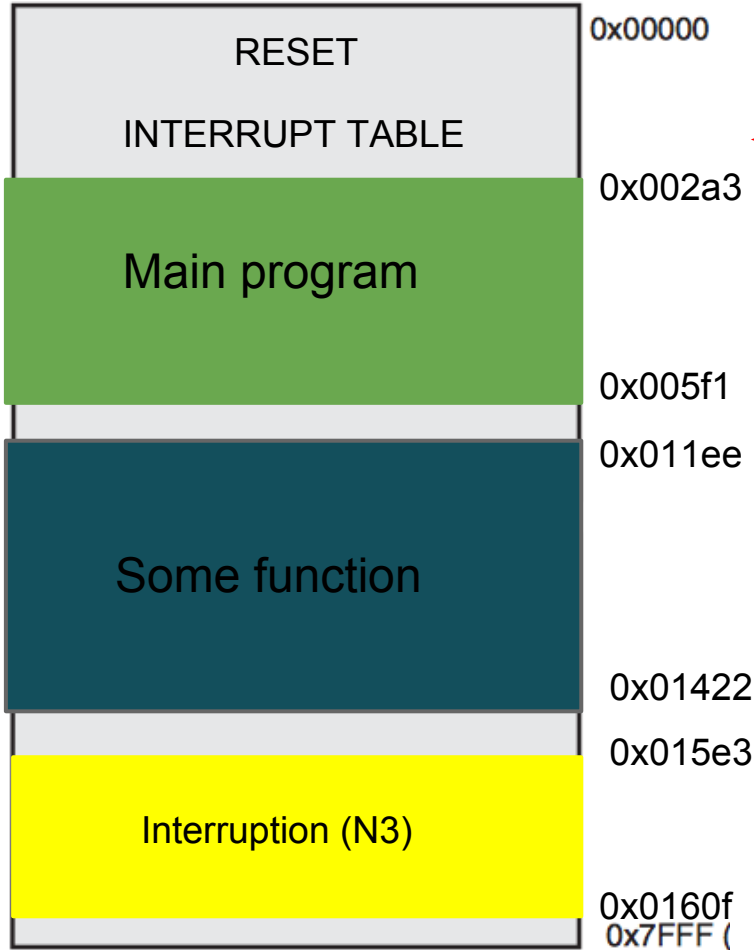 0x00000
RESET
INTERRUPT TABLE
0x002a3
Main program
0x005f1
0x011ee
Some function
0x01422
0x015e3
Interruption (N3)
0x0160f
0x7FFF (